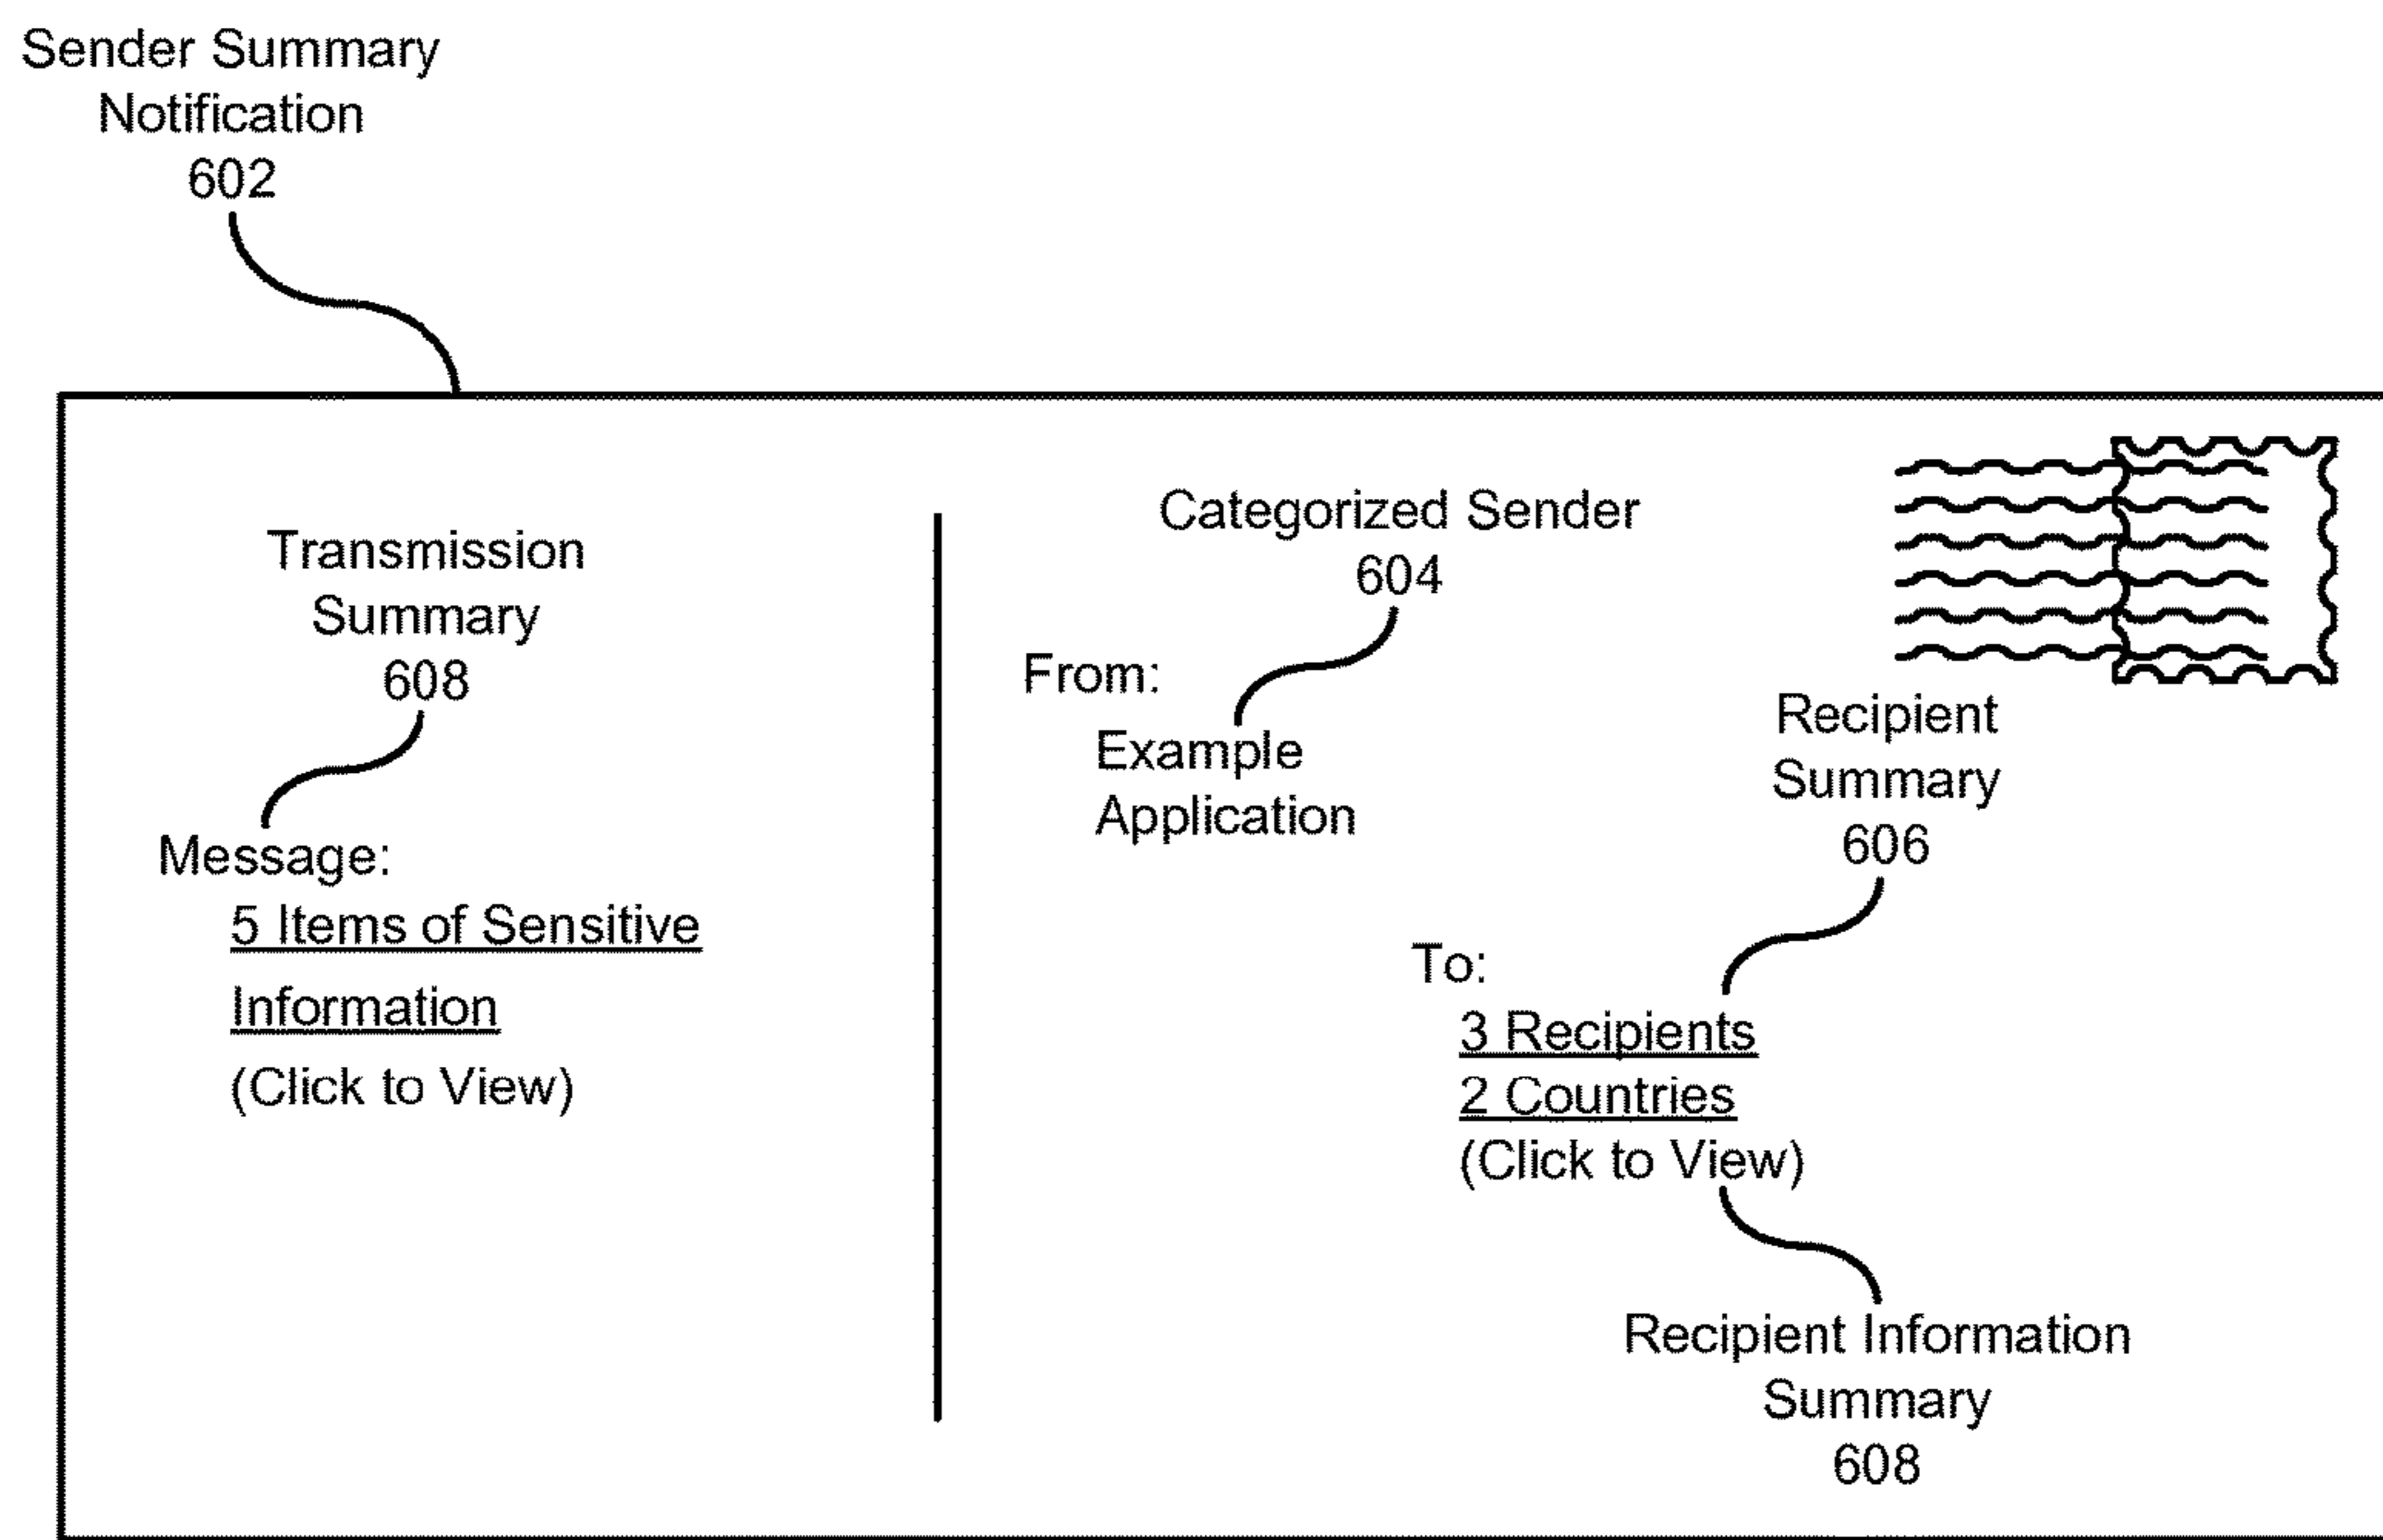 Sender Summary
Notification
602
Transmission
Summary
608
Message:
5 Items of Sensitive
Information
(Click to View)
Categorized Sender
604
From:
Example
Application
Recipient
Summary
606
To:
3 Recipients
2 Countries
(Click to View)
Recipient Information
Summary
608